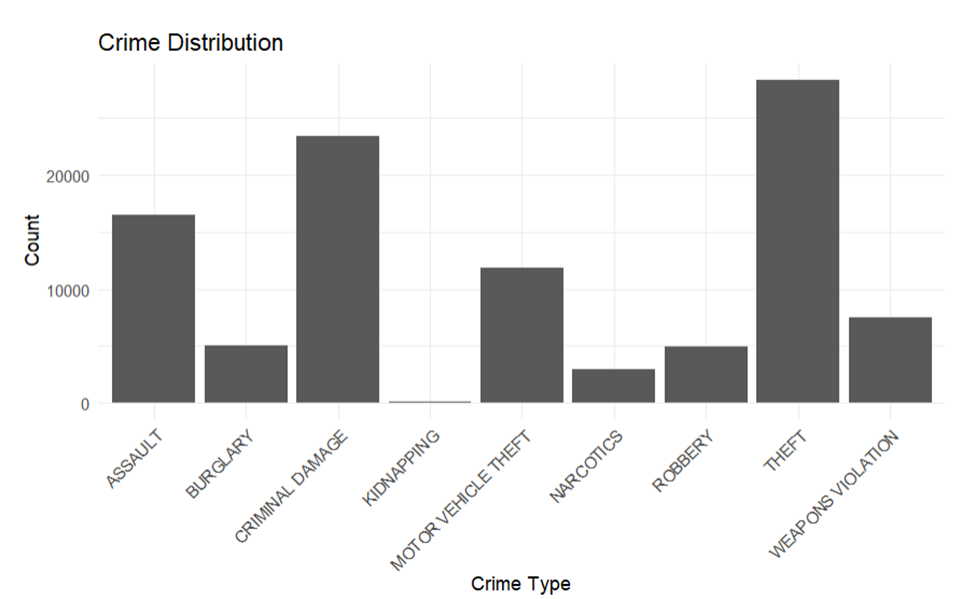 Crime Distribution
Count
20000
10000
0
ASSAULT
BURGLARY
CRIMINAL DAMAGE
KIDNAPPING
MOTOR VEHICLE THEFT
NARCOTICS
ROBBERY
THEFT
WEAPONS VIOLATION
Crime Type